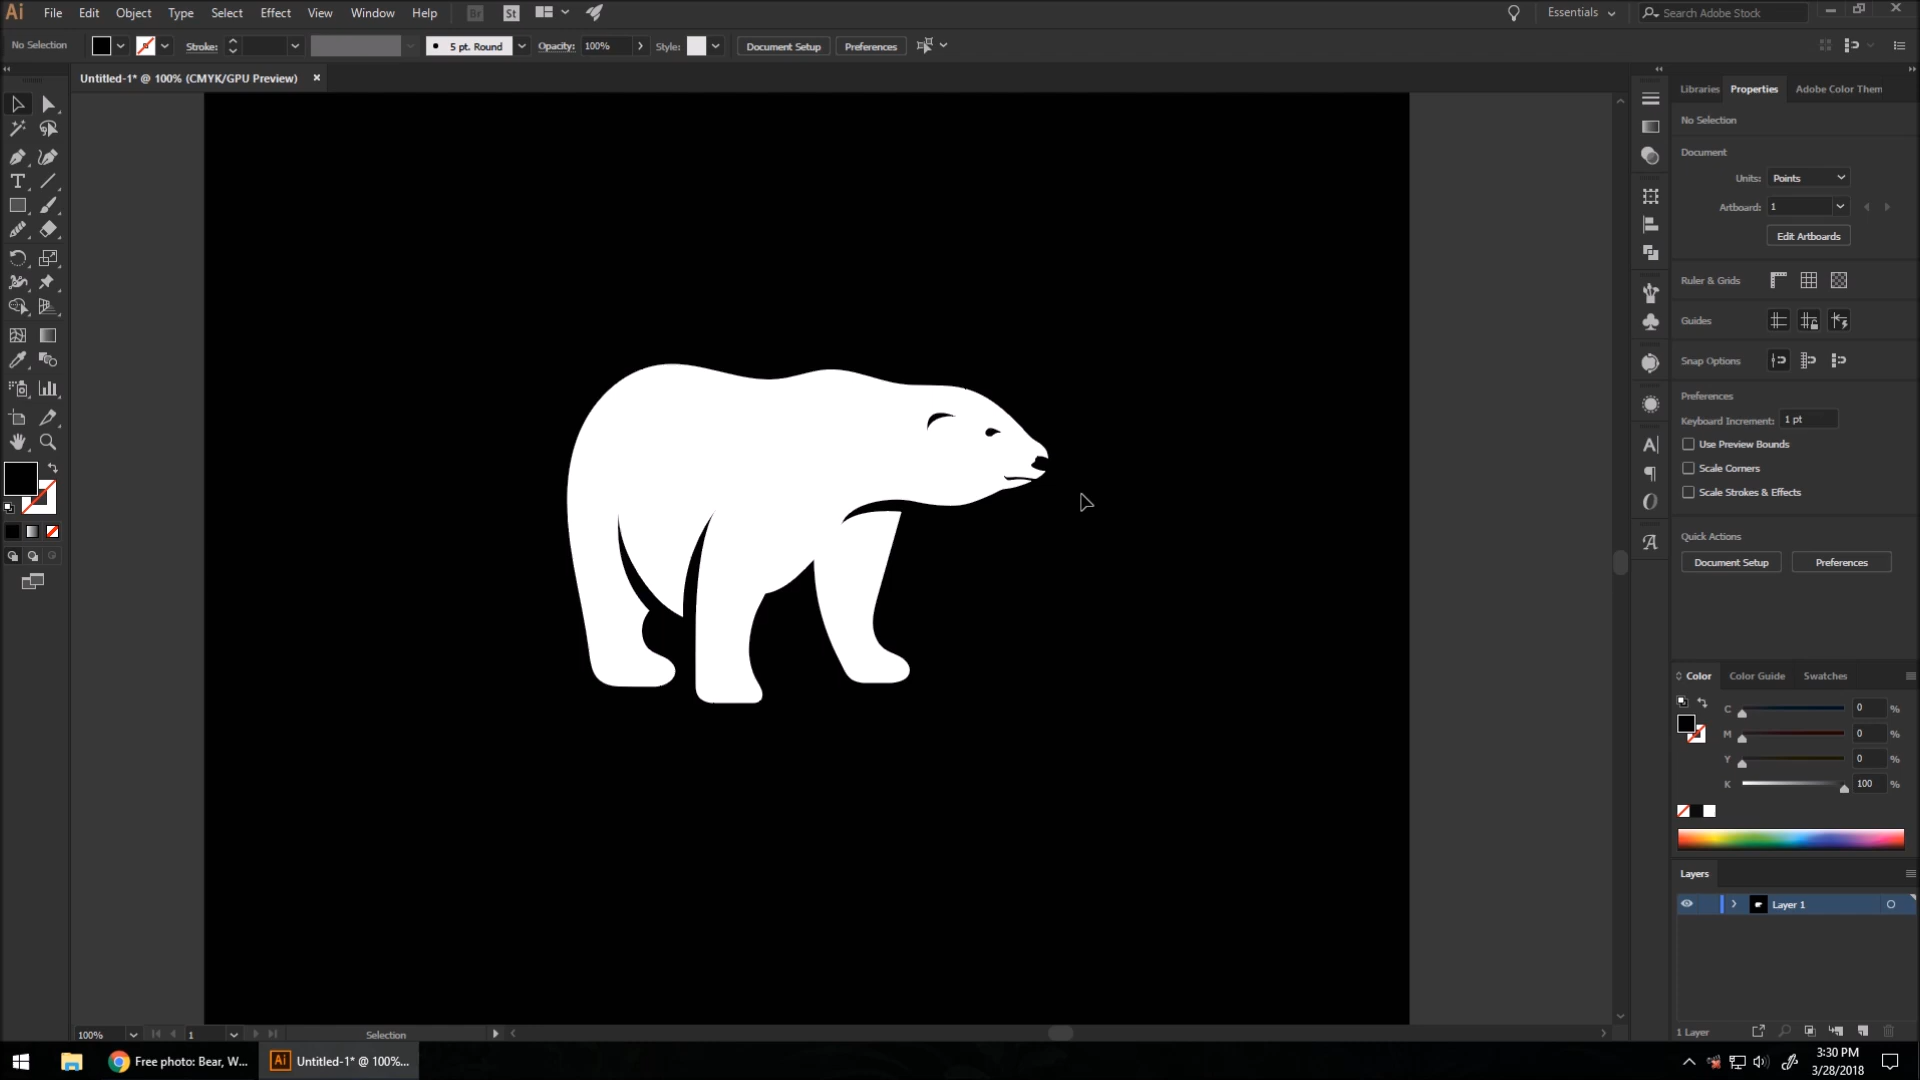 Ai File Edit Object Type Select Effect View Window Help Br St Essentials Search Adobe Stock
No Selection Stroke: 5 pt. Round Opacity: 100% Style: Document Setup Preferences
Untitled-1* @ 100% (CMYK/GPU Preview) ×
Libraries Properties Adobe Color Them
No Selection
Document
Units: Points
Artboard: 1
Edit Artboards
Ruler & Grids
Guides
Snap Options
Preferences
Keyboard Increment: 1 pt
Use Preview Bounds
Scale Corners
Scale Strokes & Effects
Quick Actions
Document Setup Preferences
Color Color Guide Swatches
C 0 %
M 0 %
Y 0 %
K 100 %
Layers
Layer 1
1 Layer
100% 1 Selection
Free photo: Bear, W... Ai Untitled-1* @ 100%...
3:30 PM
3/28/2018